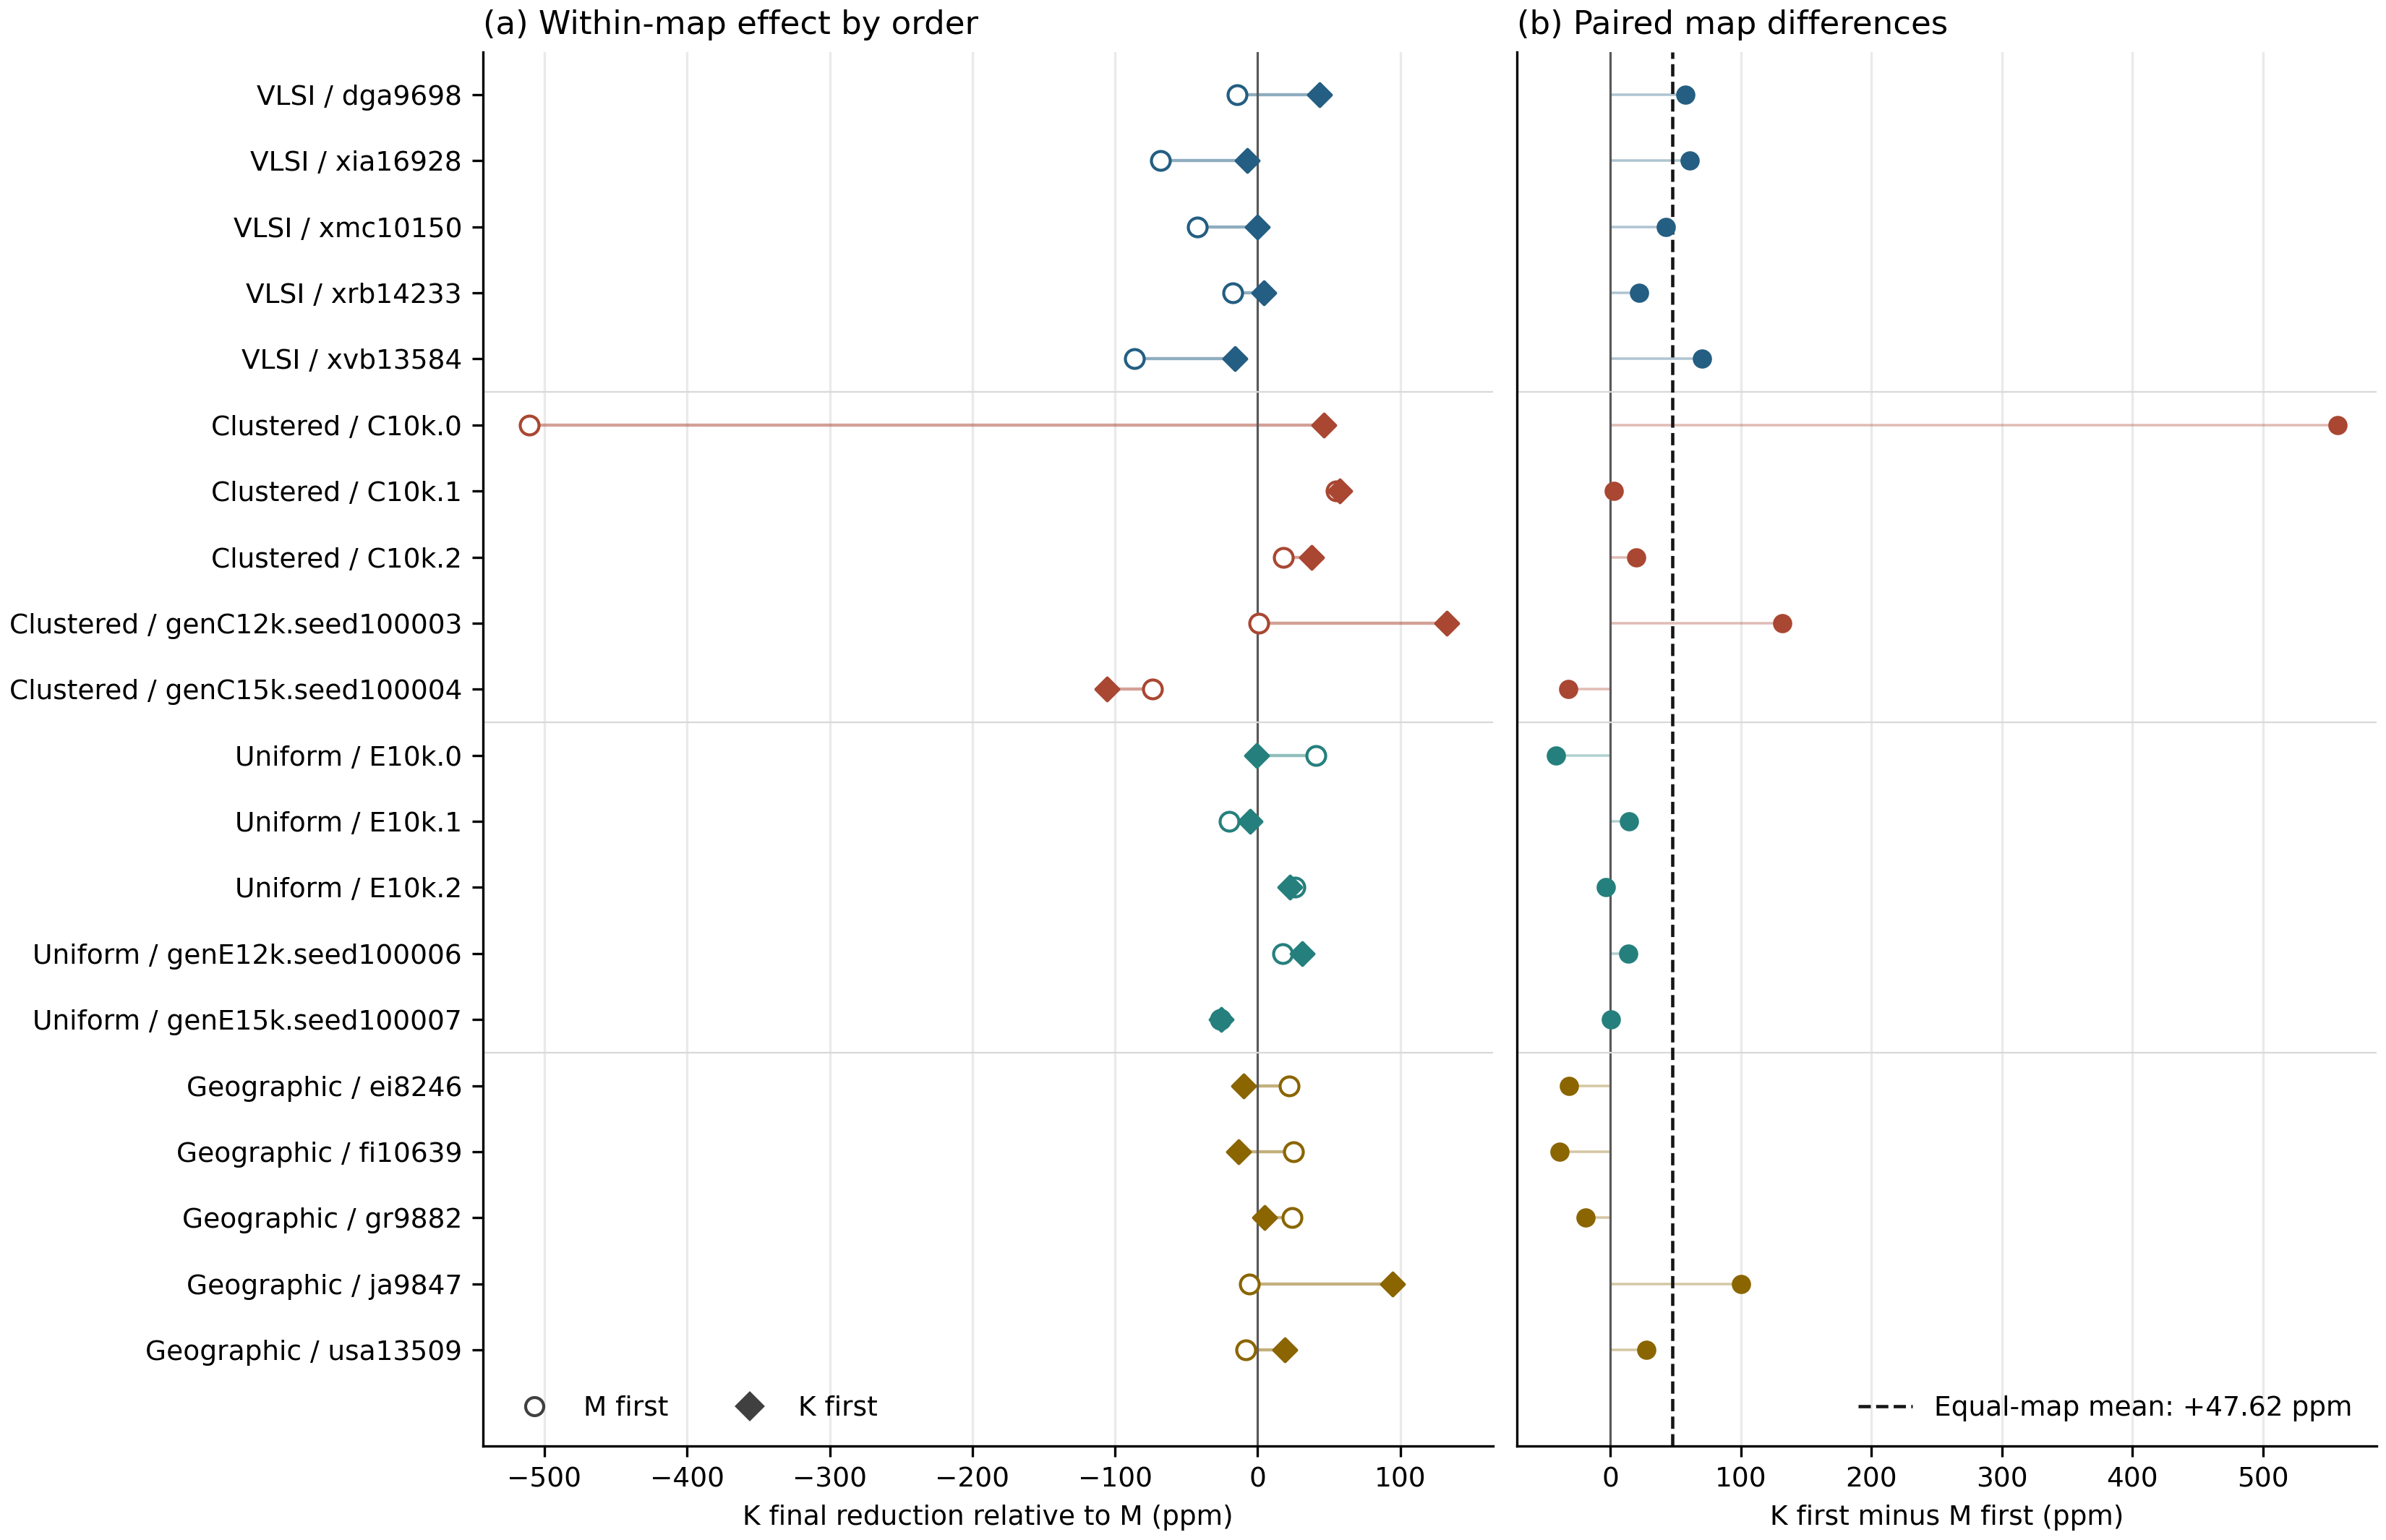 (a) Within-map effect by order
(b) Paired map differences
VLSI / dga9698
VLSI / xia16928
VLSI / xmc10150
VLSI / xrb14233
VLSI / xvb13584
Clustered / C10k.0
Clustered / C10k.1
Clustered / C10k.2
Clustered / genC12k.seed100003
Clustered / genC15k.seed100004
Uniform / E10k.0
Uniform / E10k.1
Uniform / E10k.2
Uniform / genE12k.seed100006
Uniform / genE15k.seed100007
Geographic / ei8246
Geographic / fi10639
Geographic / gr9882
Geographic / ja9847
Geographic / usa13509
M first
K first
Equal-map mean: +47.62 ppm
−500 −400 −300 −200 −100 0 100
0 100 200 300 400 500
K final reduction relative to M (ppm)
K first minus M first (ppm)